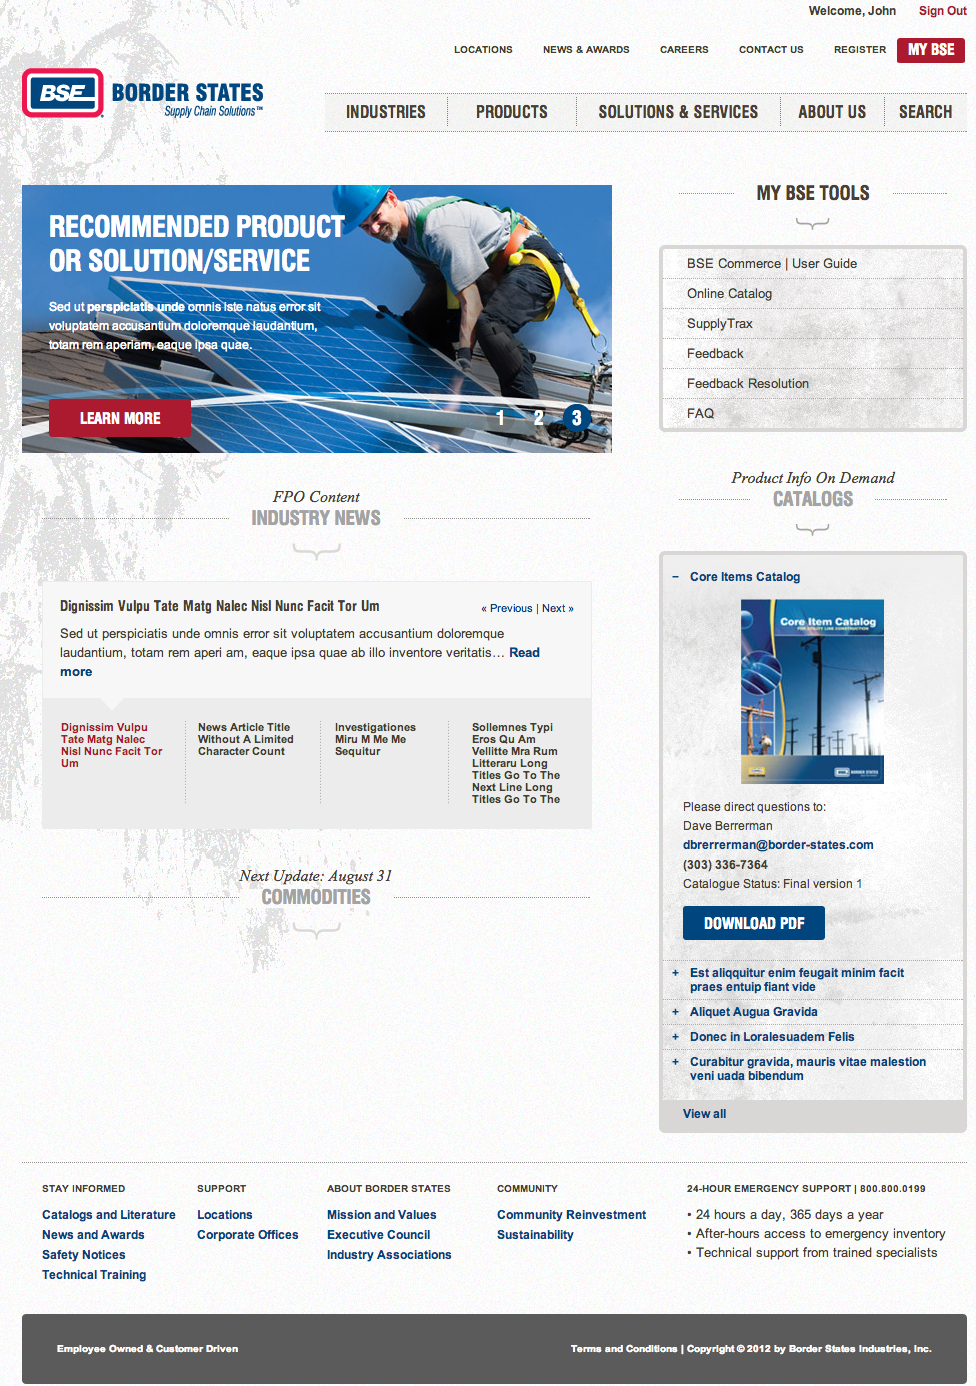 Welcome, John Sign Out
LOCATIONS NEWS & AWARDS CAREERS CONTACT US REGISTER MY BSE
BSE BORDER STATES
Supply Chain Solutions™
INDUSTRIES PRODUCTS SOLUTIONS & SERVICES ABOUT US SEARCH
RECOMMENDED PRODUCT
OR SOLUTION/SERVICE
Sed ut perspiciatis unde omnis iste natus error sit
voluptatem accusantium doloremque laudantium,
totam rem aperiam, eaque ipsa quae.
LEARN MORE
1 2 3
MY BSE TOOLS
BSE Commerce | User Guide
Online Catalog
SupplyTrax
Feedback
Feedback Resolution
FAQ
FPO Content
INDUSTRY NEWS
Dignissim Vulpu Tate Matg Nalec Nisl Nunc Facit Tor Um
« Previous | Next »
Sed ut perspiciatis unde omnis error sit voluptatem accusantium doloremque
laudantium, totam rem aperi am, eaque ipsa quae ab illo inventore veritatis… Read
more
Dignissim Vulpu
Tate Matg Nalec
Nisl Nunc Facit Tor
Um
News Article Title
Without A Limited
Character Count
Investigationes
Miru M Me Me
Sequitur
Sollemnes Typi
Eros Qu Am
Vellitte Mra Rum
Litteraru Long
Titles Go To The
Next Line Long
Titles Go To The
Next Update: August 31
COMMODITIES
Product Info On Demand
CATALOGS
− Core Items Catalog
Core Item Catalog
FOR UTILITY LINE CONSTRUCTION
BORDER STATES
Please direct questions to:
Dave Berrerman
dbrerrerman@border-states.com
(303) 336-7364
Catalogue Status: Final version 1
DOWNLOAD PDF
+ Est aliqquitur enim feugait minim facit
praes entuip fiant vide
+ Aliquet Augua Gravida
+ Donec in Loralesuadem Felis
+ Curabitur gravida, mauris vitae malestion
veni uada bibendum
View all
STAY INFORMED
Catalogs and Literature
News and Awards
Safety Notices
Technical Training
SUPPORT
Locations
Corporate Offices
ABOUT BORDER STATES
Mission and Values
Executive Council
Industry Associations
COMMUNITY
Community Reinvestment
Sustainability
24-HOUR EMERGENCY SUPPORT | 800.800.0199
• 24 hours a day, 365 days a year
• After-hours access to emergency inventory
• Technical support from trained specialists
Employee Owned & Customer Driven
Terms and Conditions | Copyright © 2012 by Border States Industries, Inc.